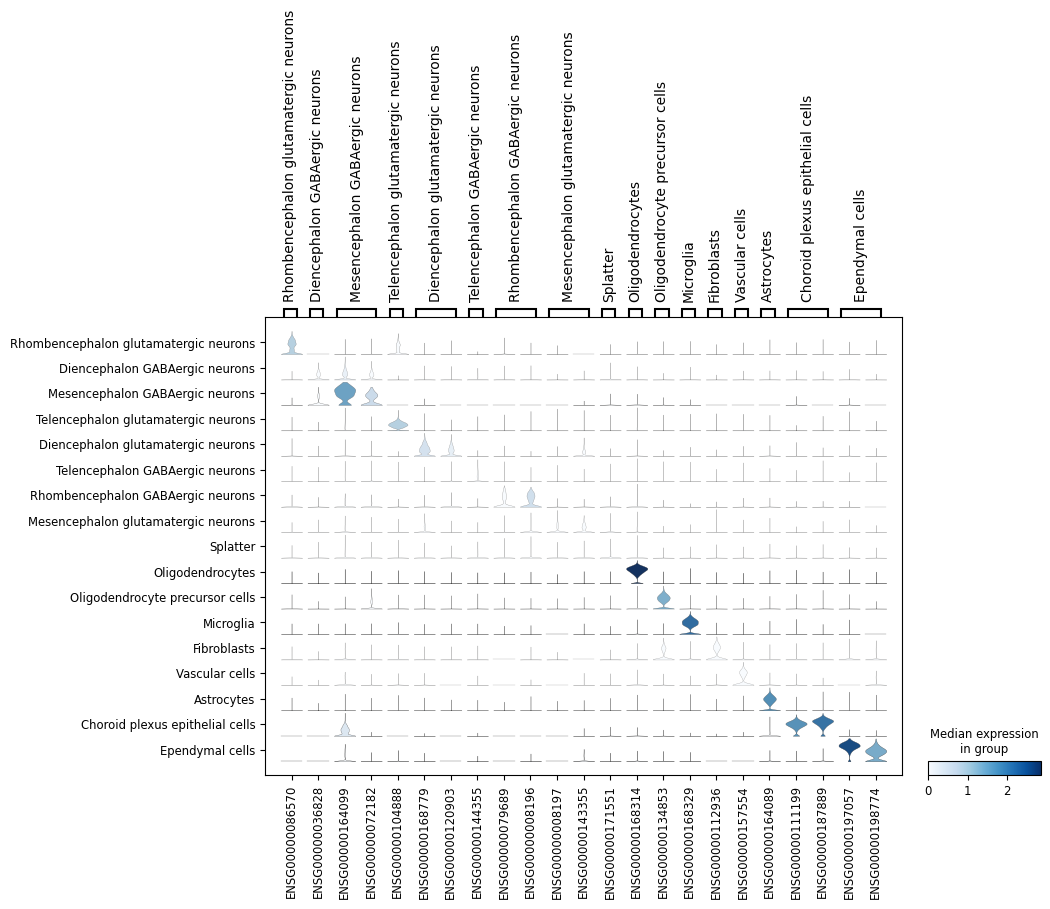 Rhombencephalon glutamatergic neurons
Diencephalon GABAergic neurons
Mesencephalon GABAergic neurons
Telencephalon glutamatergic neurons
Diencephalon glutamatergic neurons
Telencephalon GABAergic neurons
Rhombencephalon GABAergic neurons
Mesencephalon glutamatergic neurons
Splatter
Oligodendrocytes
Oligodendrocyte precursor cells
Microglia
Fibroblasts
Vascular cells
Astrocytes
Choroid plexus epithelial cells
Ependymal cells
Rhombencephalon glutamatergic neurons
Diencephalon GABAergic neurons
Mesencephalon GABAergic neurons
Telencephalon glutamatergic neurons
Diencephalon glutamatergic neurons
Telencephalon GABAergic neurons
Rhombencephalon GABAergic neurons
Mesencephalon glutamatergic neurons
Splatter
Oligodendrocytes
Oligodendrocyte precursor cells
Microglia
Fibroblasts
Vascular cells
Astrocytes
Choroid plexus epithelial cells
Ependymal cells
Median expression
in group
0 1 2
ENSG00000086570
ENSG00000036828
ENSG00000164099
ENSG00000072182
ENSG00000104888
ENSG00000168779
ENSG00000120903
ENSG00000144355
ENSG00000079689
ENSG00000008196
ENSG00000008197
ENSG00000143355
ENSG00000171551
ENSG00000168314
ENSG00000134853
ENSG00000168329
ENSG00000112936
ENSG00000157554
ENSG00000164089
ENSG00000111199
ENSG00000187889
ENSG00000197057
ENSG00000198774